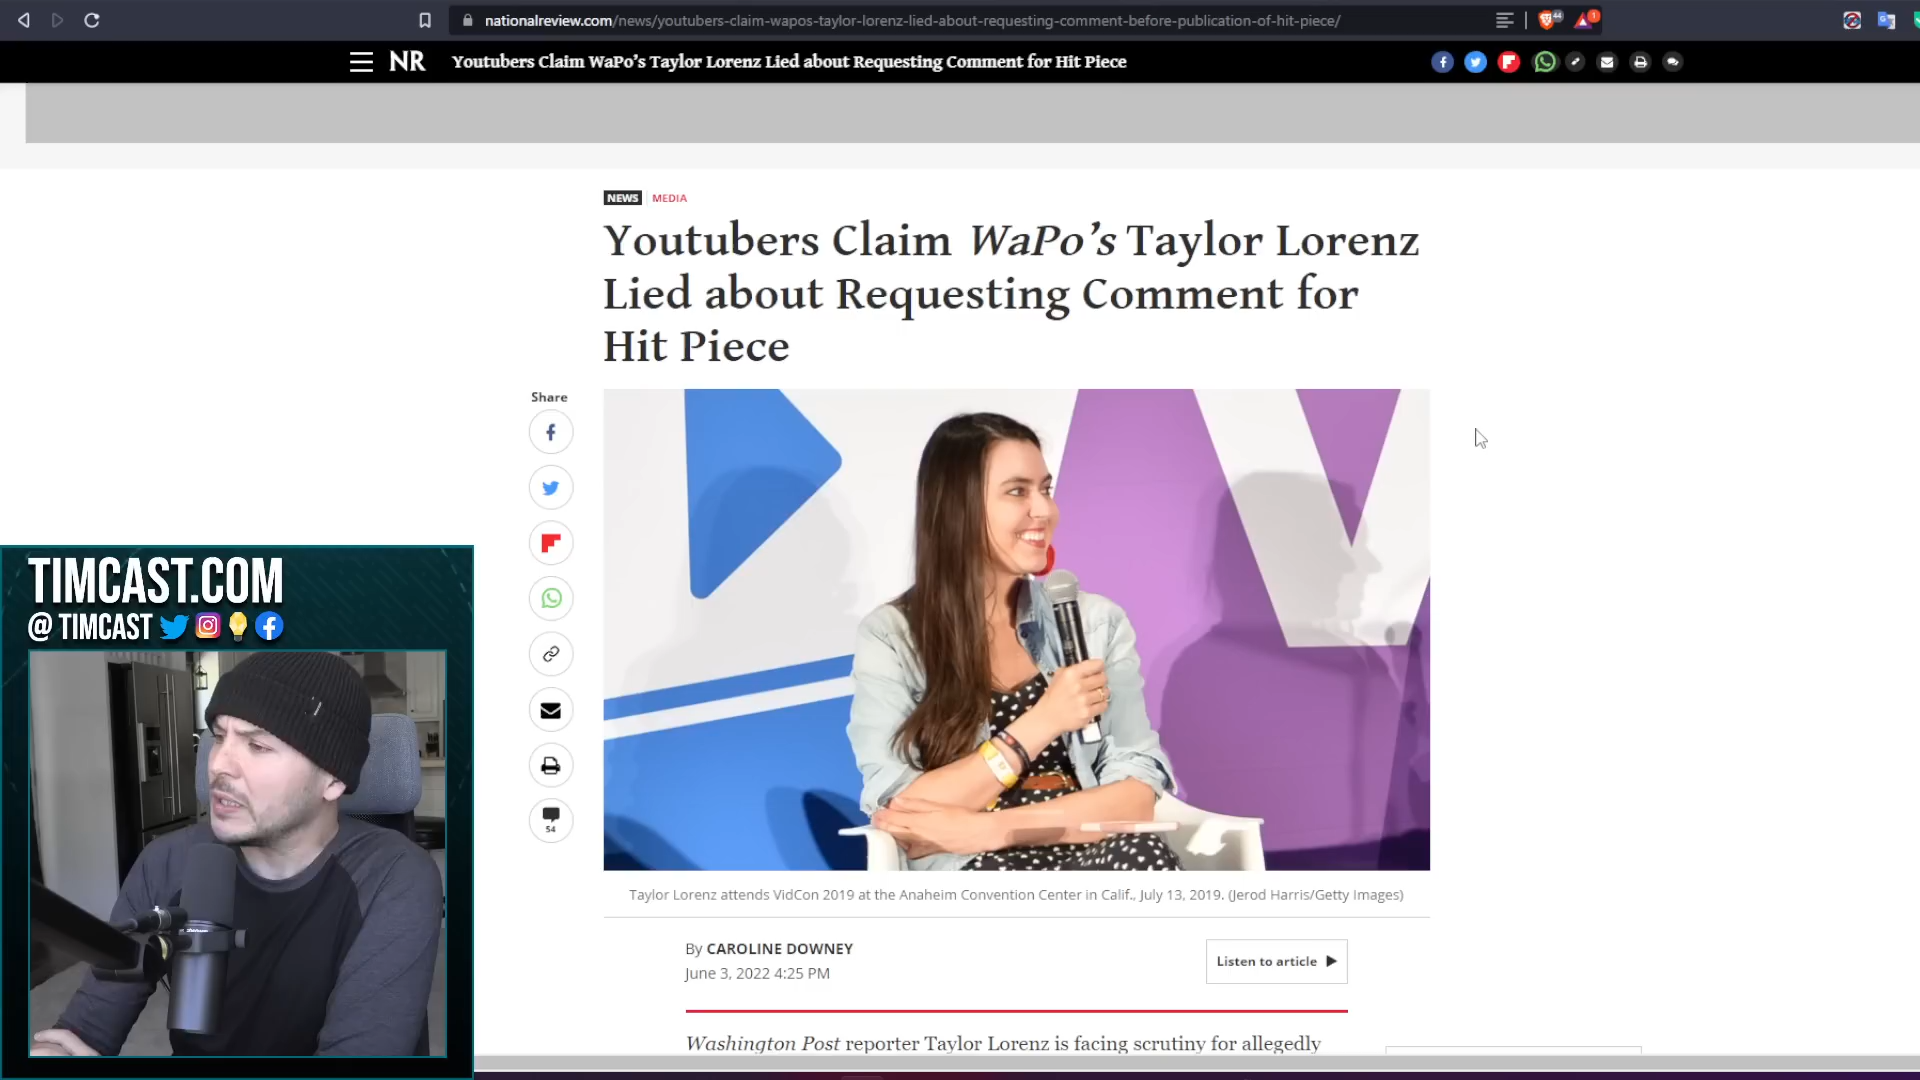 nationalreview.com/news/youtubers-claim-wapos-taylor-lorenz-lied-about-requesting-comment-before-publication-of-hit-piece/
44
1
NR
Youtubers Claim WaPo's Taylor Lorenz Lied about Requesting Comment for Hit Piece
NEWS | MEDIA
Youtubers Claim WaPo's Taylor Lorenz
Lied about Requesting Comment for
Hit Piece
Share
54
Taylor Lorenz attends VidCon 2019 at the Anaheim Convention Center in Calif., July 13, 2019. (Jerod Harris/Getty Images)
By CAROLINE DOWNEY
June 3, 2022 4:25 PM
Listen to article
Washington Post reporter Taylor Lorenz is facing scrutiny for allegedly
TIMCAST.COM
@ TIMCAST